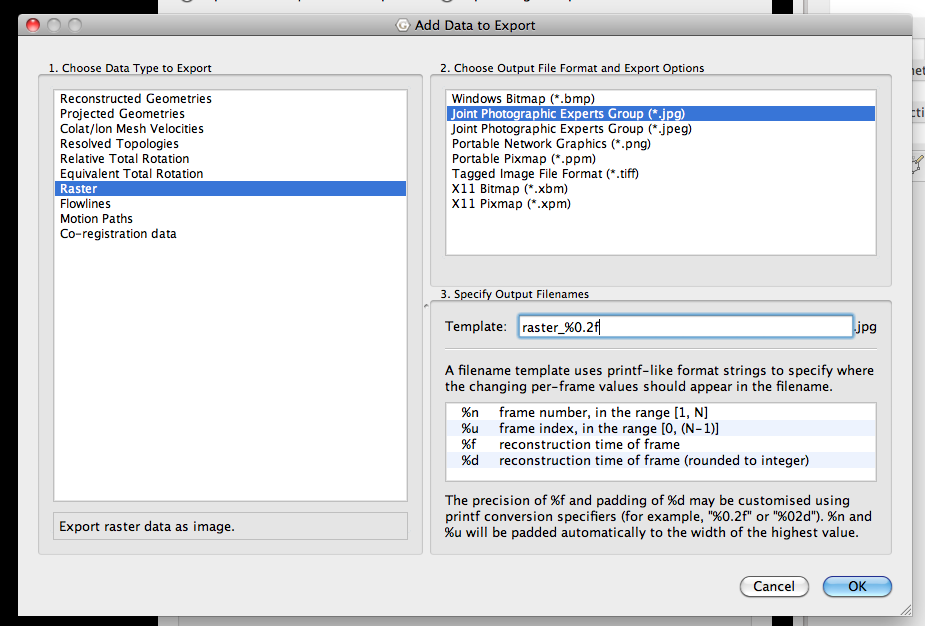 Add Data to Export
1. Choose Data Type to Export
Reconstructed Geometries
Projected Geometries
Colat/lon Mesh Velocities
Resolved Topologies
Relative Total Rotation
Equivalent Total Rotation
Raster
Flowlines
Motion Paths
Co-registration data
Export raster data as image.
2. Choose Output File Format and Export Options
Windows Bitmap (*.bmp)
Joint Photographic Experts Group (*.jpg)
Joint Photographic Experts Group (*.jpeg)
Portable Network Graphics (*.png)
Portable Pixmap (*.ppm)
Tagged Image File Format (*.tiff)
X11 Bitmap (*.xbm)
X11 Pixmap (*.xpm)
3. Specify Output Filenames
Template: raster_%0.2f .jpg
A filename template uses printf-like format strings to specify where
the changing per-frame values should appear in the filename.
%n frame number, in the range [1, N]
%u frame index, in the range [0, (N-1)]
%f reconstruction time of frame
%d reconstruction time of frame (rounded to integer)
The precision of %f and padding of %d may be customised using
printf conversion specifiers (for example, "%0.2f" or "%02d"). %n and
%u will be padded automatically to the width of the highest value.
Cancel OK